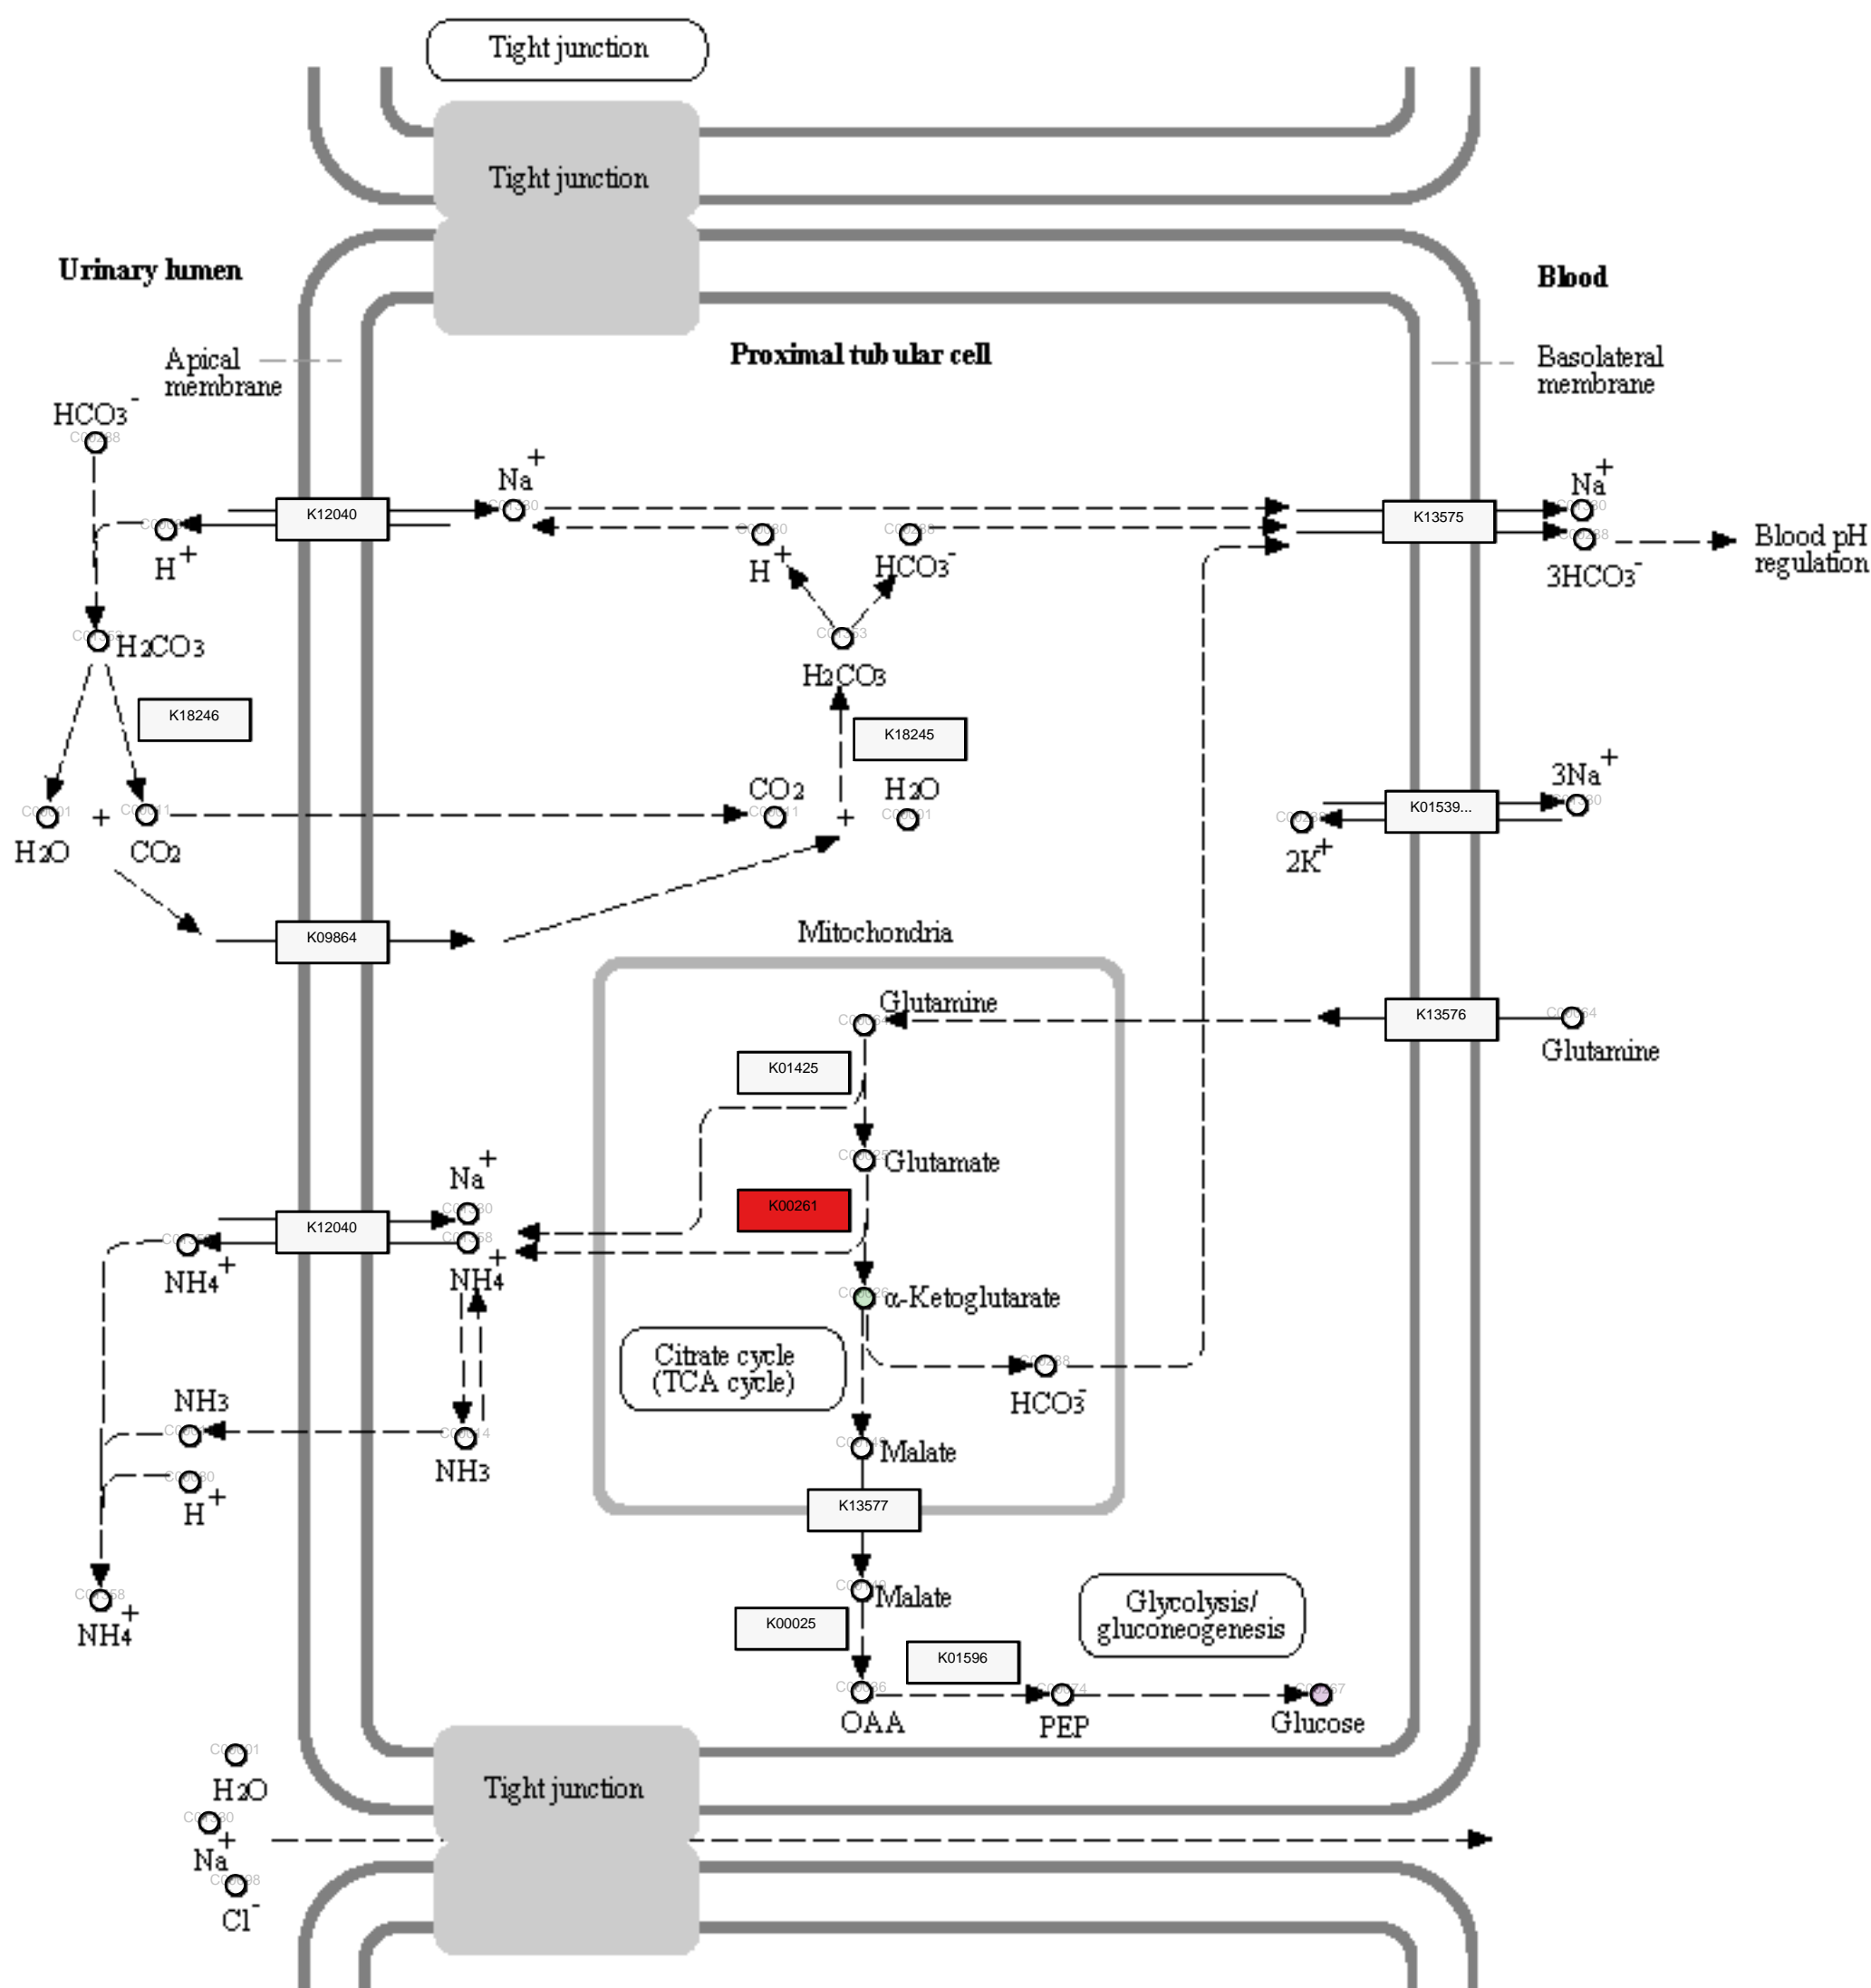 Tight junction
Tight junction
Urinary lumen
Blood
Proximal tubular cell
Apical
membrane
Basolateral
membrane
HCO3-
Na+
Na+
K12040
K13575
H+
H+
HCO3-
3HCO3-
Blood pH
regulation
H2CO3
H2CO3
K18246
K18245
CO2
H2O
3Na+
K01539...
+
+
H2O
CO2
2K+
K09864
Mitochondria
Glutamine
K13576
Glutamine
K01425
Glutamate
Na+
K00261
K12040
NH4+
NH4+
α-Ketoglutarate
Citrate cycle
(TCA cycle)
HCO3-
NH3
NH3
Malate
H+
K13577
Malate
NH4+
K00025
Glycolysis/
gluconeogenesis
K01596
OAA
PEP
Glucose
H2O
Tight junction
Na+
Cl-